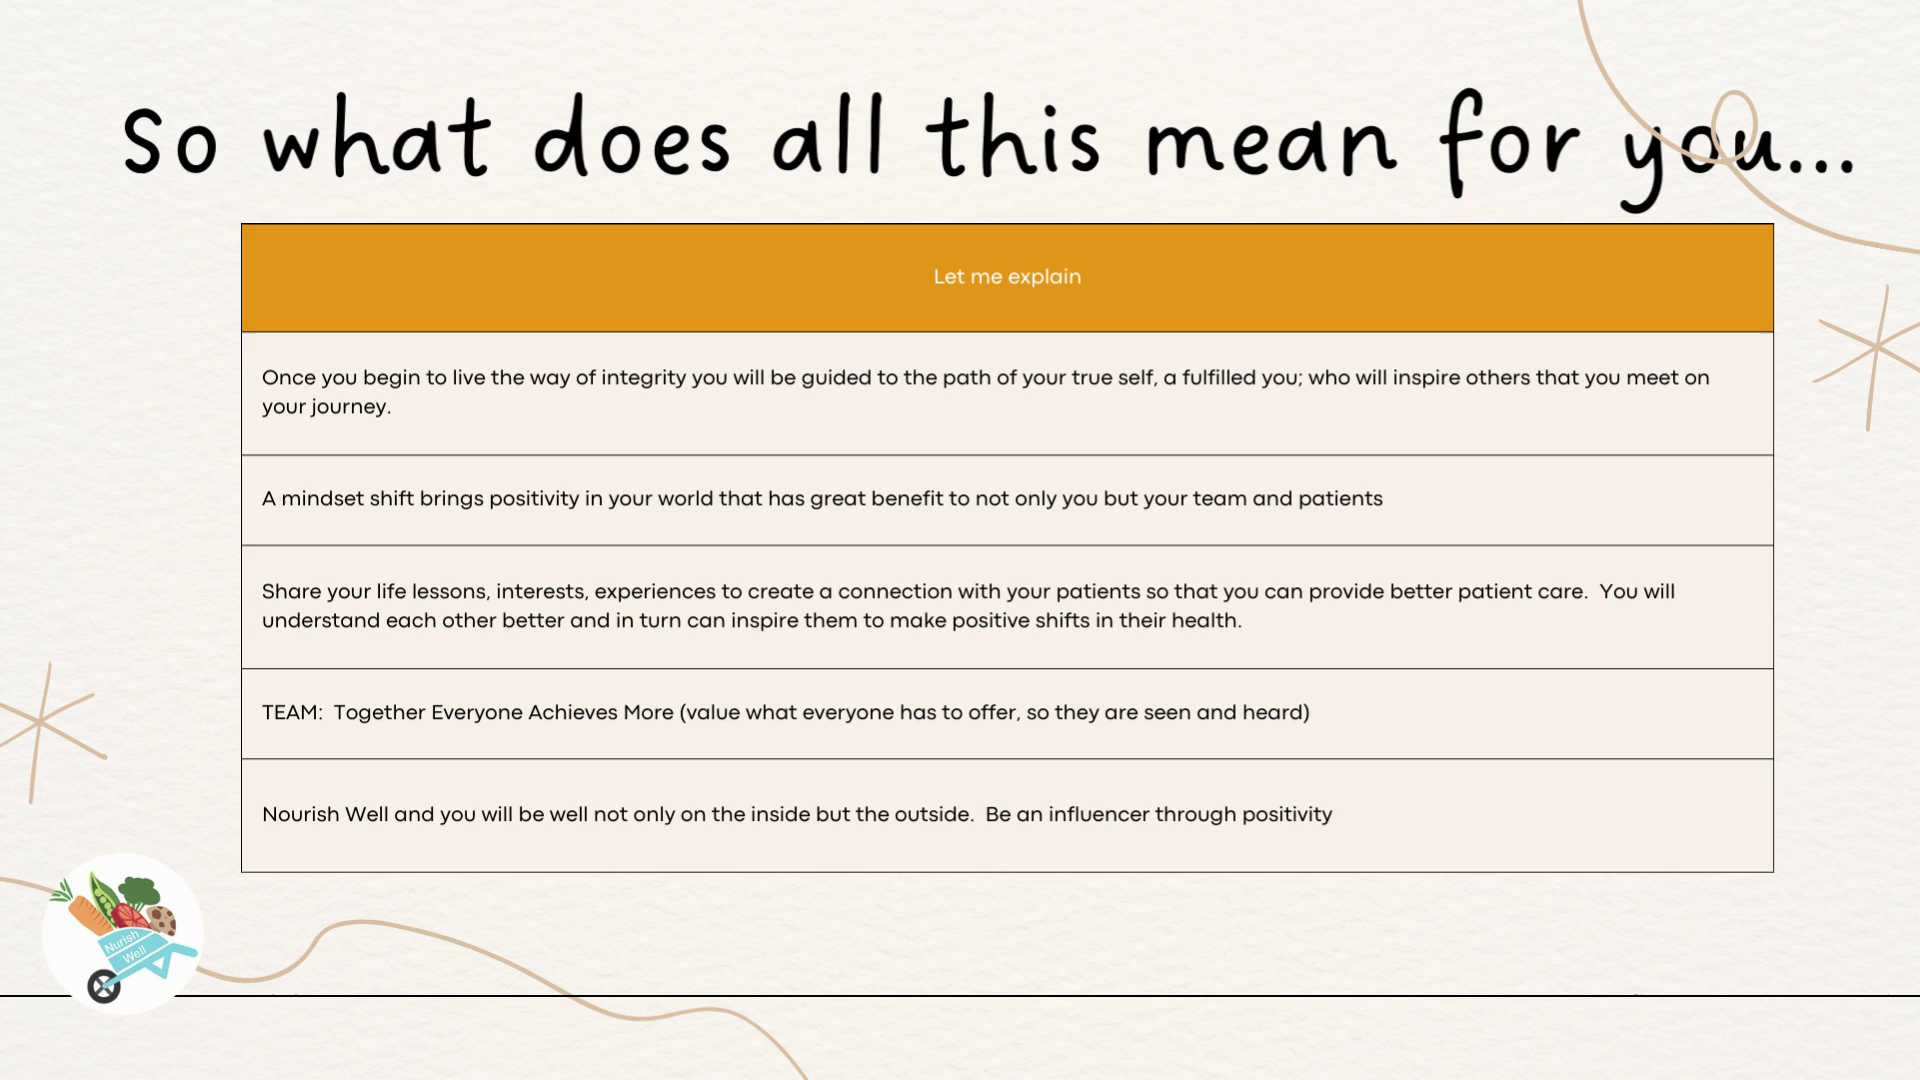 So what does all this mean for you...
Let me explain
Once you begin to live the way of integrity you will be guided to the path of your true self, a fulfilled you; who will inspire others that you meet on
your journey.
A mindset shift brings positivity in your world that has great benefit to not only you but your team and patients
Share your life lessons, interests, experiences to create a connection with your patients so that you can provide better patient care.  You will
understand each other better and in turn can inspire them to make positive shifts in their health.
TEAM:  Together Everyone Achieves More (value what everyone has to offer, so they are seen and heard)
Nourish Well and you will be well not only on the inside but the outside.  Be an influencer through positivity
Nurish
Well